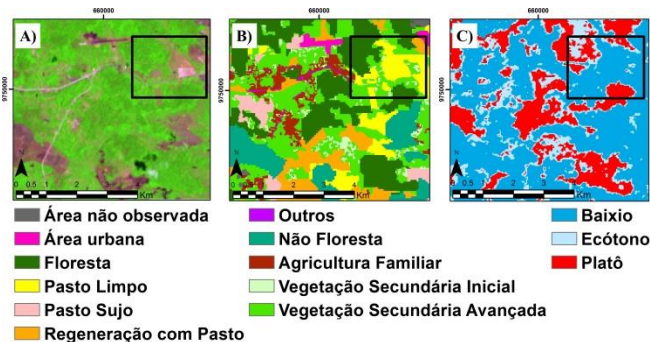 660000 660000 660000
A) B) C)
9750000 9750000 9750000
N N N
0 0.5 1 2 3 4 Km
0 0.5 1 2 3 4 Km
0 0.5 1 2 3 4 Km
Área não observada Outros Baixio
Área urbana Não Floresta Ecótono
Floresta Agricultura Familiar Platô
Pasto Limpo Vegetação Secundária Inicial
Pasto Sujo Vegetação Secundária Avançada
Regeneração com Pasto